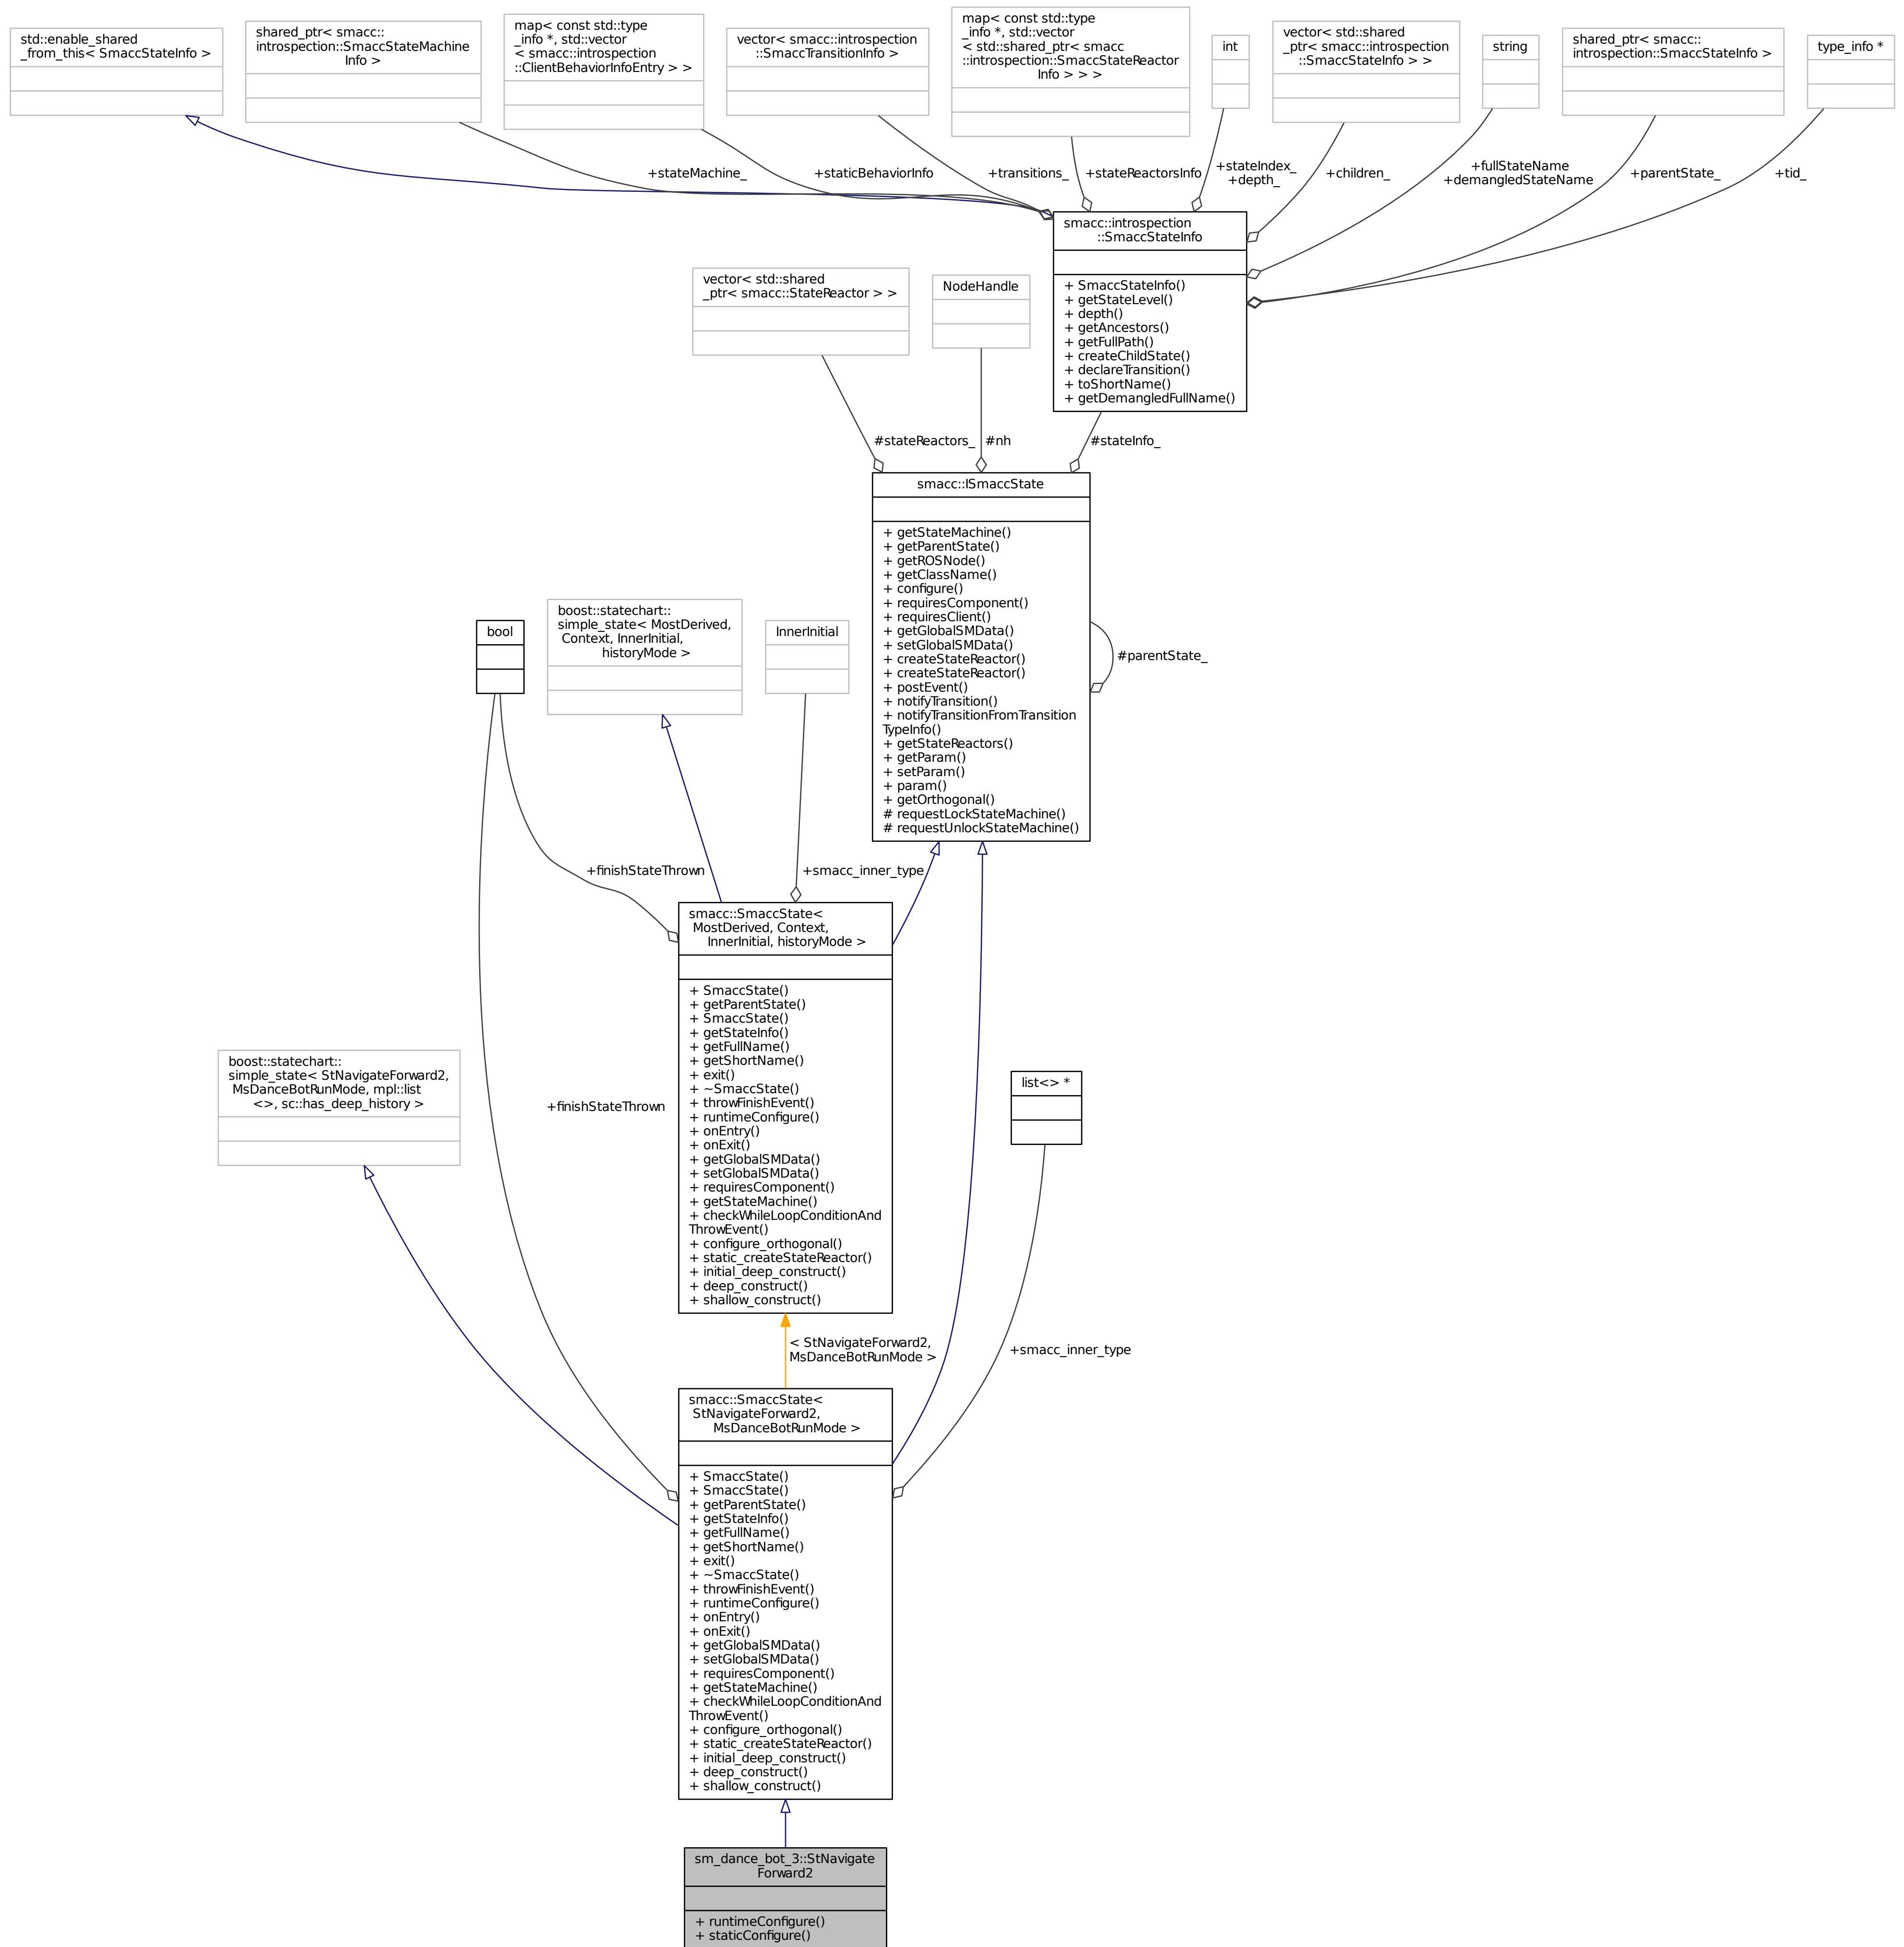 std::enable_shared
_from_this< SmaccStateInfo >
shared_ptr< smacc::
introspection::SmaccStateMachine
Info >
map< const std::type
_info *, std::vector
< smacc::introspection
::ClientBehaviorInfoEntry > >
vector< smacc::introspection
::SmaccTransitionInfo >
map< const std::type
_info *, std::vector
< std::shared_ptr< smacc
::introspection::SmaccStateReactor
Info > > >
int
vector< std::shared
_ptr< smacc::introspection
::SmaccStateInfo > >
string
shared_ptr< smacc::
introspection::SmaccStateInfo >
type_info *
+stateMachine_
+staticBehaviorInfo
+transitions_
+stateReactorsInfo
+stateIndex_
+depth_
+children_
+fullStateName
+demangledStateName
+parentState_
+tid_
smacc::introspection
::SmaccStateInfo
+ SmaccStateInfo()
+ getStateLevel()
+ depth()
+ getAncestors()
+ getFullPath()
+ createChildState()
+ declareTransition()
+ toShortName()
+ getDemangledFullName()
vector< std::shared
_ptr< smacc::StateReactor > >
NodeHandle
#stateReactors_
#nh
#stateInfo_
smacc::ISmaccState
+ getStateMachine()
+ getParentState()
+ getROSNode()
+ getClassName()
+ configure()
+ requiresComponent()
+ requiresClient()
+ getGlobalSMData()
+ setGlobalSMData()
+ createStateReactor()
+ createStateReactor()
+ postEvent()
+ notifyTransition()
+ notifyTransitionFromTransition
TypeInfo()
+ getStateReactors()
+ getParam()
+ setParam()
+ param()
+ getOrthogonal()
# requestLockStateMachine()
# requestUnlockStateMachine()
#parentState_
bool
boost::statechart::
simple_state< MostDerived,
Context, InnerInitial,
historyMode >
InnerInitial
+finishStateThrown
+smacc_inner_type
smacc::SmaccState<
MostDerived, Context,
InnerInitial, historyMode >
+ SmaccState()
+ getParentState()
+ SmaccState()
+ getStateInfo()
+ getFullName()
+ getShortName()
+ exit()
+ ~SmaccState()
+ throwFinishEvent()
+ runtimeConfigure()
+ onEntry()
+ onExit()
+ getGlobalSMData()
+ setGlobalSMData()
+ requiresComponent()
+ getStateMachine()
+ checkWhileLoopConditionAnd
ThrowEvent()
+ configure_orthogonal()
+ static_createStateReactor()
+ initial_deep_construct()
+ deep_construct()
+ shallow_construct()
boost::statechart::
simple_state< StNavigateForward2,
MsDanceBotRunMode, mpl::list
<>, sc::has_deep_history >
+finishStateThrown
list<> *
< StNavigateForward2,
MsDanceBotRunMode >
+smacc_inner_type
smacc::SmaccState<
StNavigateForward2,
MsDanceBotRunMode >
+ SmaccState()
+ SmaccState()
+ getParentState()
+ getStateInfo()
+ getFullName()
+ getShortName()
+ exit()
+ ~SmaccState()
+ throwFinishEvent()
+ runtimeConfigure()
+ onEntry()
+ onExit()
+ getGlobalSMData()
+ setGlobalSMData()
+ requiresComponent()
+ getStateMachine()
+ checkWhileLoopConditionAnd
ThrowEvent()
+ configure_orthogonal()
+ static_createStateReactor()
+ initial_deep_construct()
+ deep_construct()
+ shallow_construct()
sm_dance_bot_3::StNavigate
Forward2
+ runtimeConfigure()
+ staticConfigure()